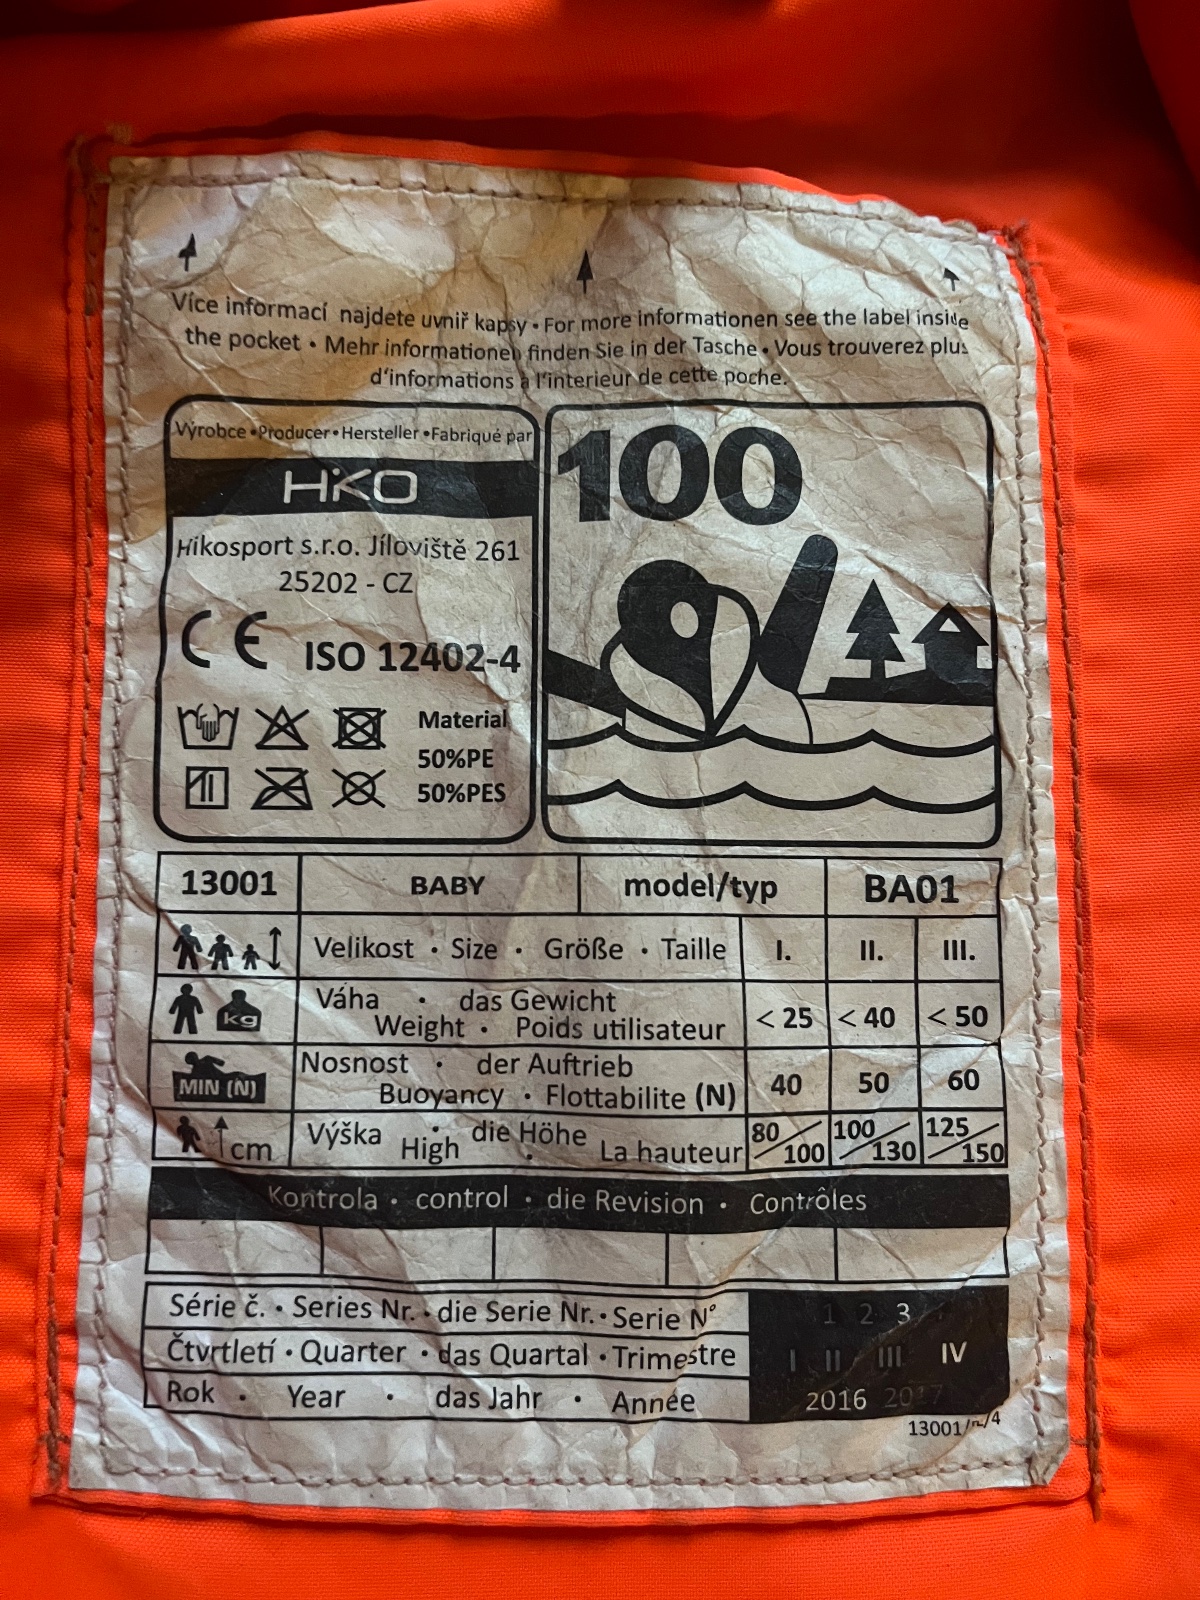 Více informací najdete uvniř kapsy • For more informationen see the label inside
the pocket • Mehr informationen finden Sie in der Tasche • Vous trouverez plus
d'informations a l'interieur de cette poche.
Výrobce • Producer • Hersteller • Fabriqué par
HiKO
Hikosport s.r.o. Jíloviště 261
25202 - CZ
CE ISO 12402-4
Material
50%PE
50%PES
100
13001 BABY model/typ BA01
Velikost • Size • Größe • Taille I. II. III.
kg
Váha • das Gewicht
Weight • Poids utilisateur < 25 < 40 < 50
MIN (N)
Nosnost • der Auftrieb
Buoyancy • Flottabilite (N) 40 50 60
cm
Výška • High die Höhe • La hauteur 80/100 100/130 125/150
Kontrola • control • die Revision • Contrôles
Série č. • Series Nr. • die Serie Nr. • Serie N° 1 2 3
Čtvrtletí • Quarter • das Quartal • Trimestre I II III IV
Rok • Year • das Jahr • Année 2016 2017